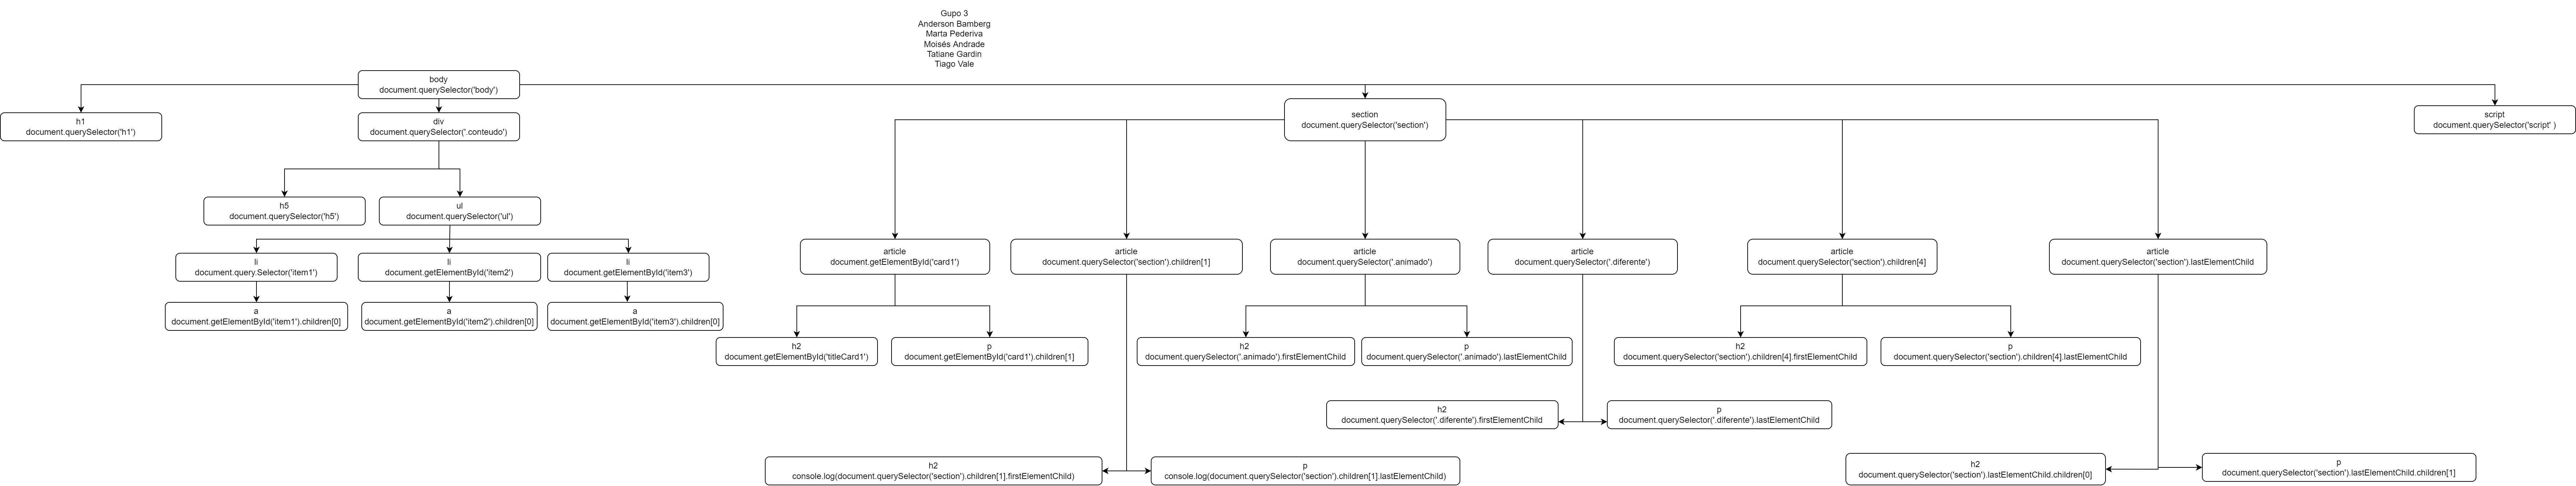 Gupo 3
Anderson Bamberg
Marta Pederiva
Moisés Andrade
Tatiane Gardin
Tiago Vale
body
document.querySelector('body')
h1
document.querySelector('h1')
div
document.querySelector('.conteudo')
section
document.querySelector('section')
script
document.querySelector('script' )
h5
document.querySelector('h5')
ul
document.querySelector('ul')
li
document.query.Selector('item1')
li
document.getElementById('item2')
li
document.getElementById('item3')
a
document.getElementById('item1').children[0]
a
document.getElementById('item2').children[0]
a
document.getElementById('item3').children[0]
article
document.getElementById('card1')
article
document.querySelector('section').children[1]
article
document.querySelector('.animado')
article
document.querySelector('.diferente')
article
document.querySelector('section').children[4]
article
document.querySelector('section').lastElementChild
h2
document.getElementById('titleCard1')
p
document.getElementById('card1').children[1]
h2
document.querySelector('.animado').firstElementChild
p
document.querySelector('.animado').lastElementChild
h2
document.querySelector('section').children[4].firstElementChild
p
document.querySelector('section').children[4].lastElementChild
h2
document.querySelector('.diferente').firstElementChild
p
document.querySelector('.diferente').lastElementChild
h2
console.log(document.querySelector('section').children[1].firstElementChild)
p
console.log(document.querySelector('section').children[1].lastElementChild)
h2
document.querySelector('section').lastElementChild.children[0]
p
document.querySelector('section').lastElementChild.children[1]